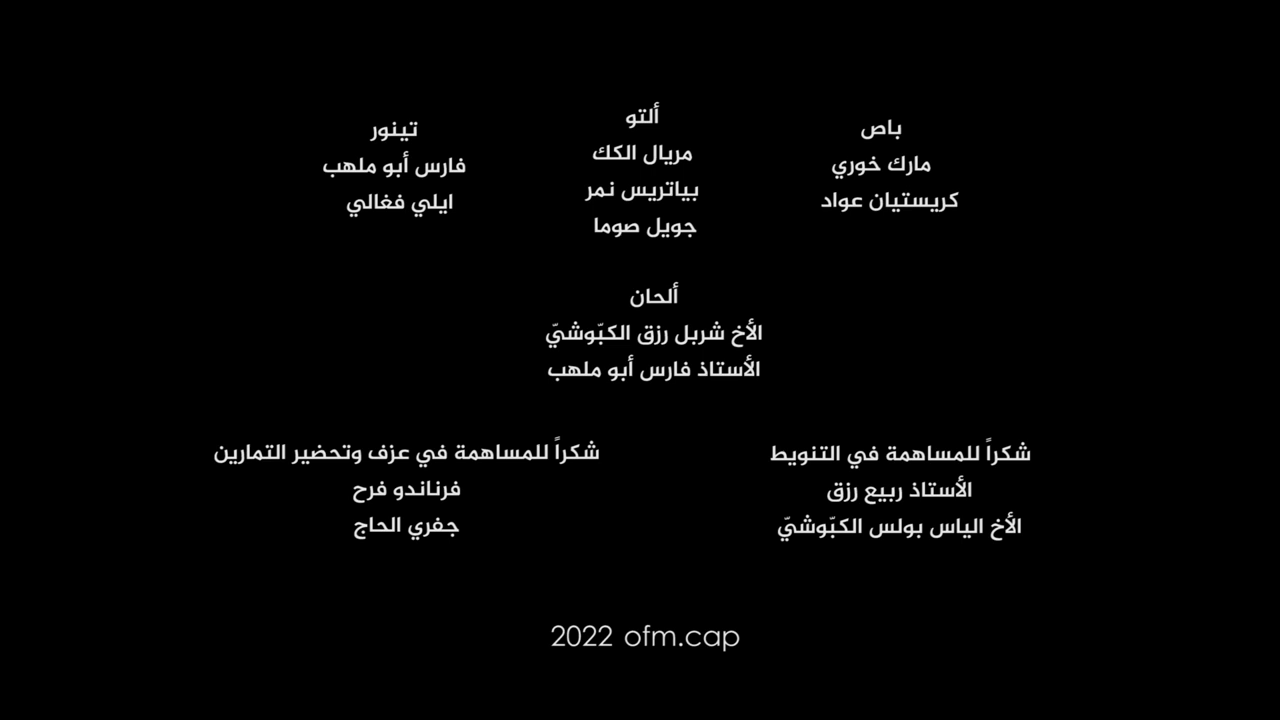 باص
مارك خوري
كريستيان عواد
ألتو
مريال الكك
بياتريس نمر
جويل صوما
تينور
فارس أبو ملهب
ايلي فغالي
ألحان
الأخ شربل رزق الكبّوشيّ
الأستاذ فارس أبو ملهب
شكراً للمساهمة في التنويط
الأستاذ ربيع رزق
الأخ الياس بولس الكبّوشيّ
شكراً للمساهمة في عزف وتحضير التمارين
فرناندو فرح
جفري الحاج
2022 ofm.cap